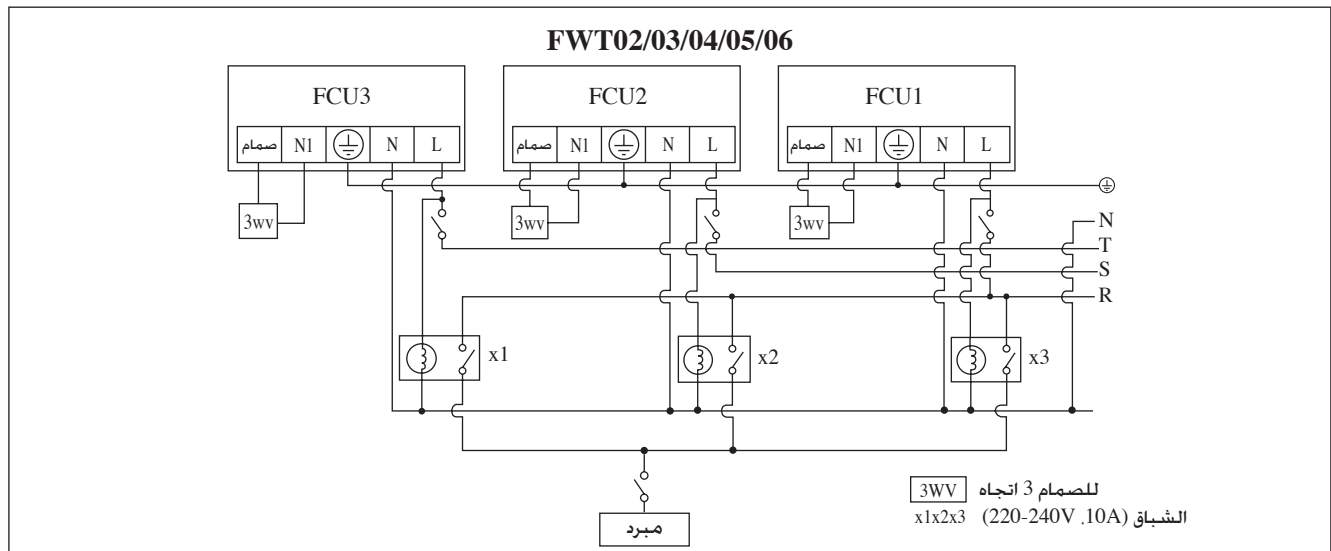 FWT02/03/04/05/06
FCU3
FCU2
FCU1
صمام N1 N L
صمام N1 N L
صمام N1 N L
3wv
3wv
3wv
N
T
S
R
x1
x2
x3
مبرد
3WV للصمام 3 اتجاه
x1x2x3 الشباق (220-240V .10A)